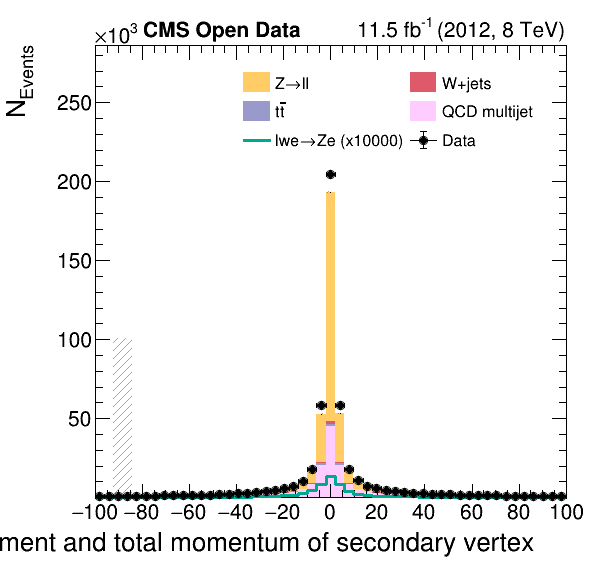 ×10³ CMS Open Data 11.5 fb⁻¹ (2012, 8 TeV)
N_Events
Z→ll W+jets
tt̄ QCD multijet
lwe→Ze (x10000) Data
250
200
150
100
50
−100 −80 −60 −40 −20 0 20 40 60 80 100
ment and total momentum of secondary vertex